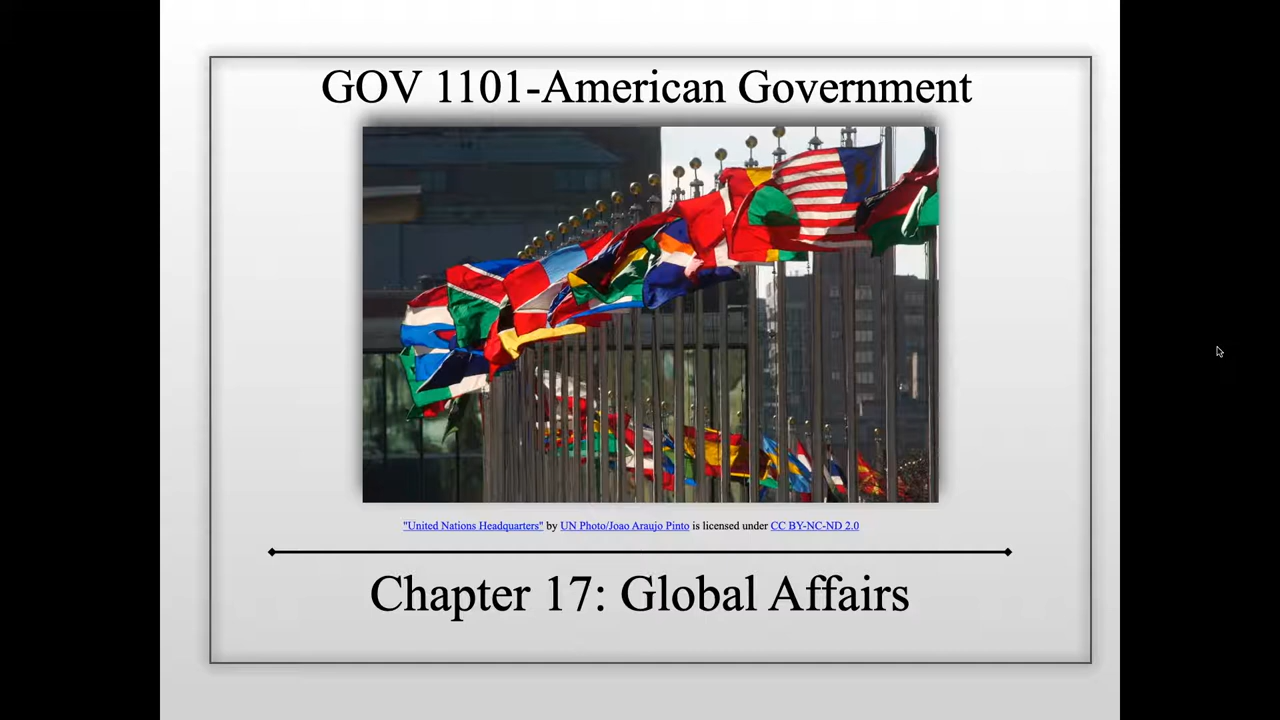 GOV 1101-American Government
"United Nations Headquarters" by UN Photo/Joao Araujo Pinto is licensed under CC BY-NC-ND 2.0
Chapter 17: Global Affairs